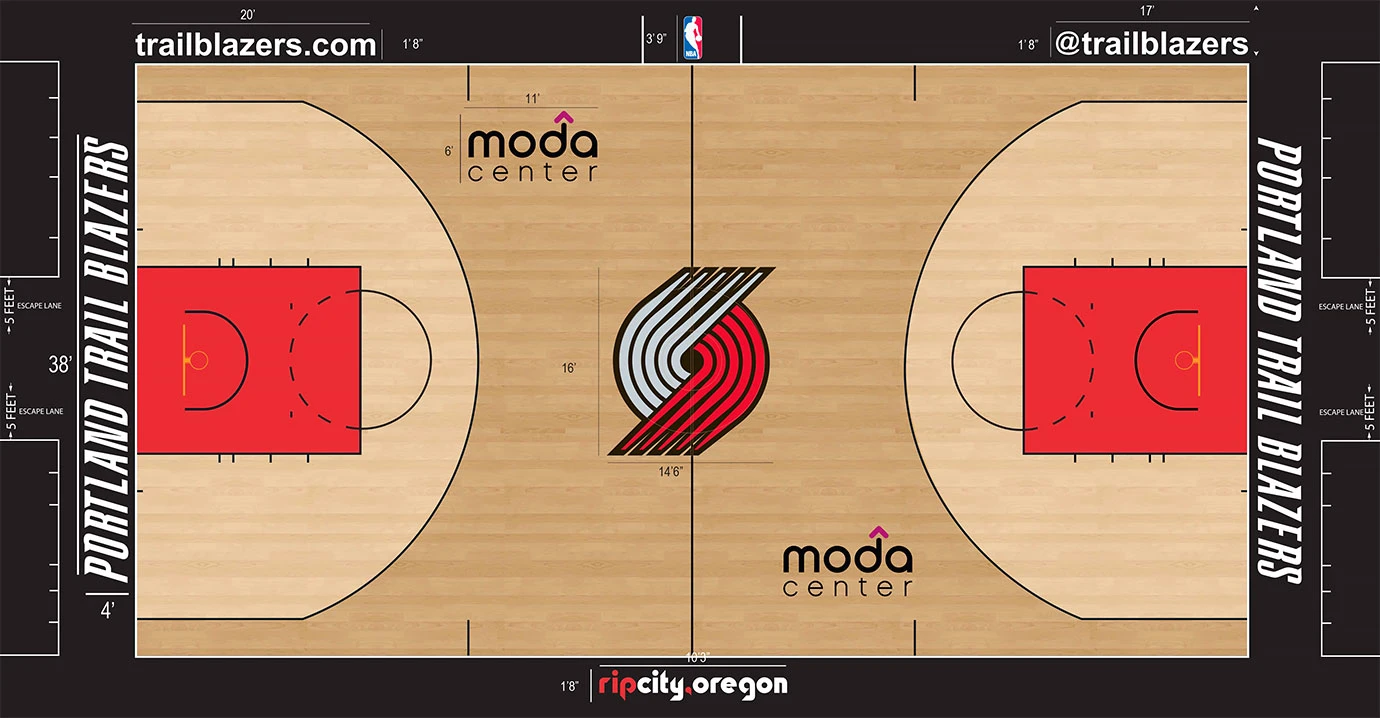 20’
trailblazers.com
1’8”
3’9”
NBA
17’
1’8”
@trailblazers
11’
6’
moda
center
PORTLAND TRAIL BLAZERS
38’
4’
5 FEET
ESCAPE LANE
5 FEET
ESCAPE LANE
16’
14’6”
moda
center
PORTLAND TRAIL BLAZERS
ESCAPE LANE
5 FEET
ESCAPE LANE
5 FEET
10’3”
1’8”
ripcity.oregon